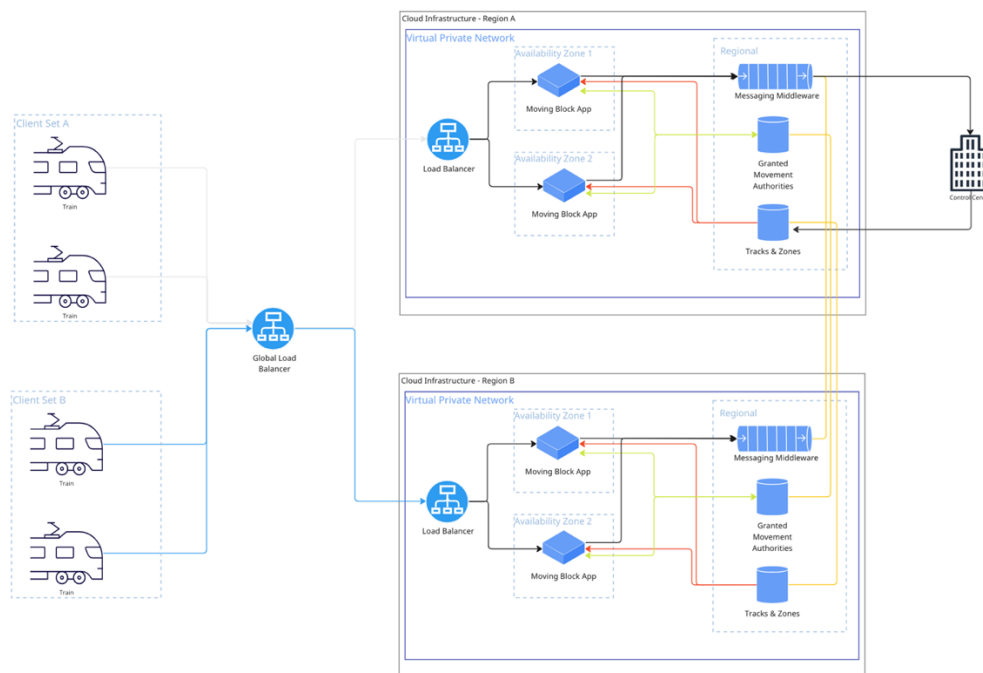 Cloud Infrastructure - Region A
Virtual Private Network
Availability Zone 1
Moving Block App
Availability Zone 2
Moving Block App
Load Balancer
Regional
Messaging Middleware
Granted
Movement
Authorities
Tracks & Zones
Control Cen
Client Set A
Train
Train
Global Load
Balancer
Client Set B
Train
Train
Cloud Infrastructure - Region B
Virtual Private Network
Availability Zone 1
Moving Block App
Availability Zone 2
Moving Block App
Load Balancer
Regional
Messaging Middleware
Granted
Movement
Authorities
Tracks & Zones